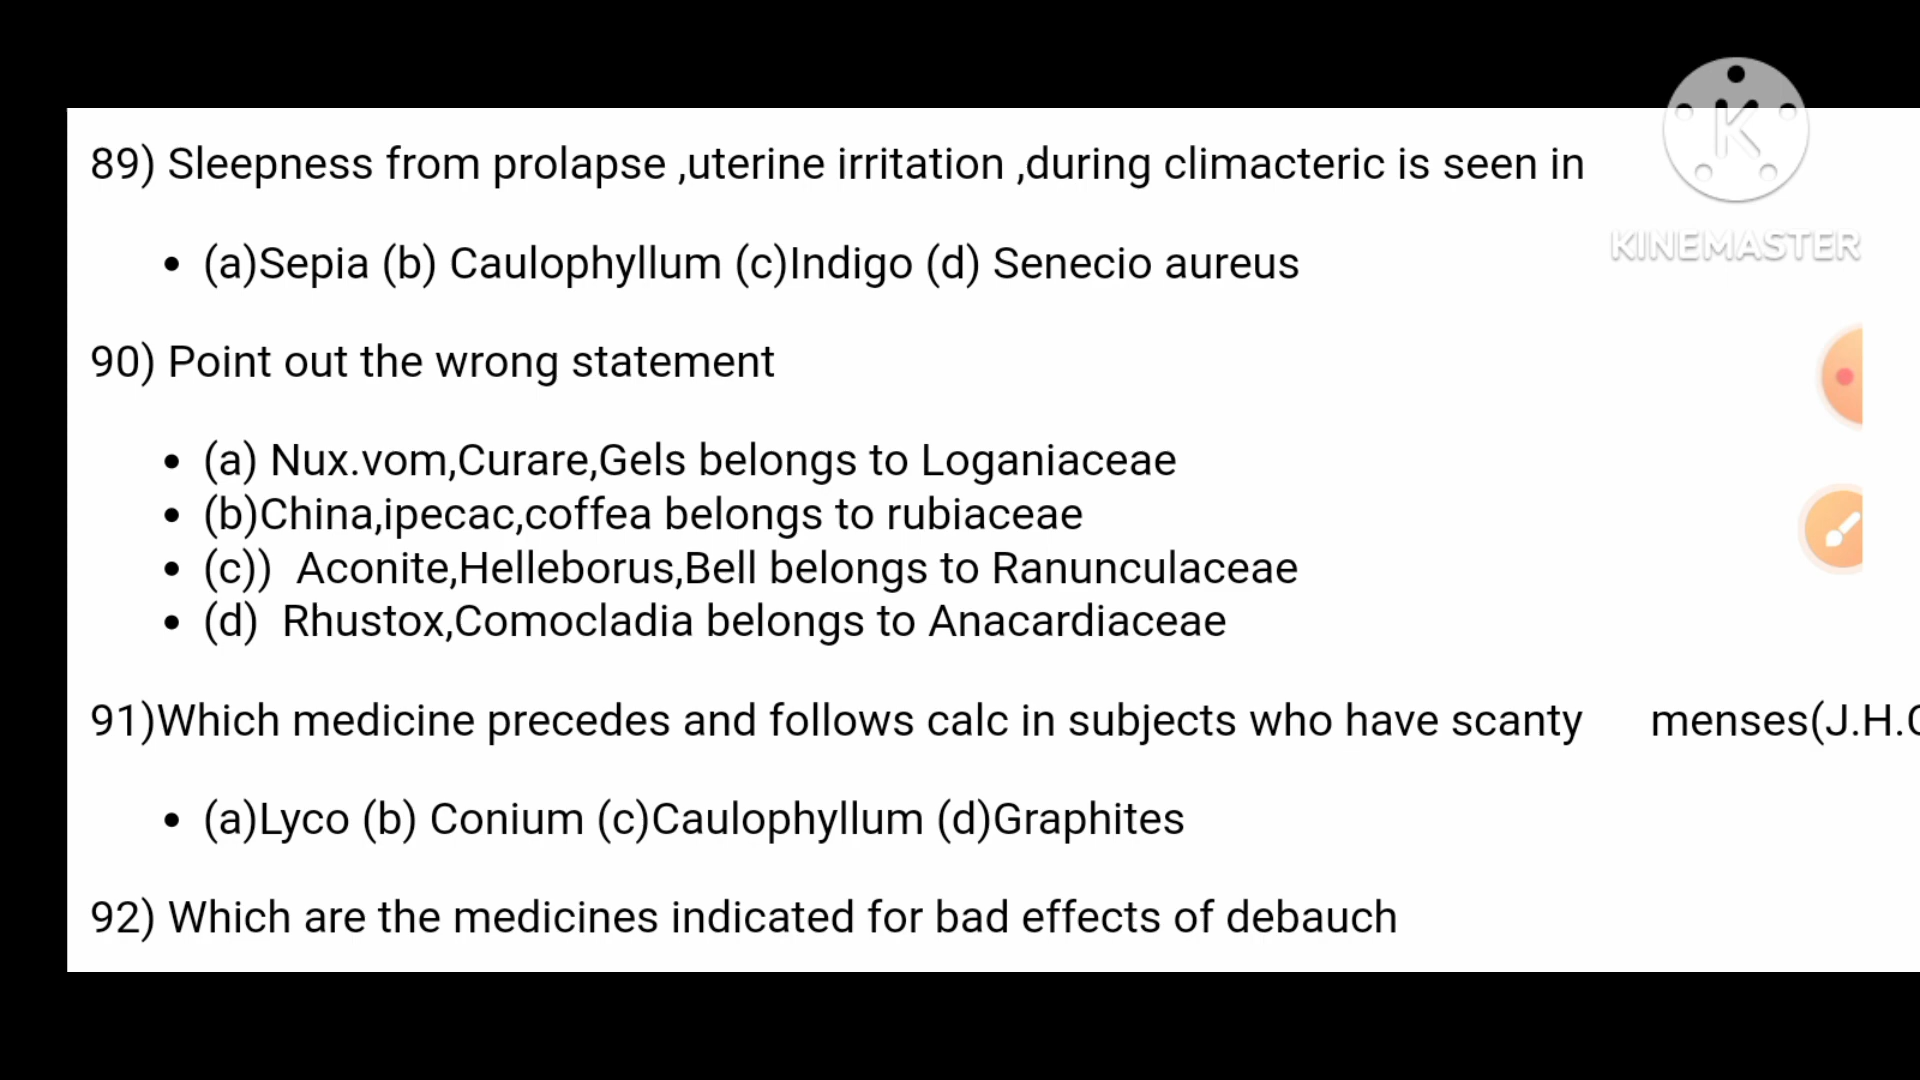 89) Sleepness from prolapse ,uterine irritation ,during climacteric is seen in
KINEMASTER
• (a)Sepia (b) Caulophyllum (c)Indigo (d) Senecio aureus
90) Point out the wrong statement
• (a) Nux.vom,Curare,Gels belongs to Loganiaceae
• (b)China,ipecac,coffea belongs to rubiaceae
• (c)) Aconite,Helleborus,Bell belongs to Ranunculaceae
• (d) Rhustox,Comocladia belongs to Anacardiaceae
91)Which medicine precedes and follows calc in subjects who have scanty menses(J.H.
• (a)Lyco (b) Conium (c)Caulophyllum (d)Graphites
92) Which are the medicines indicated for bad effects of debauch